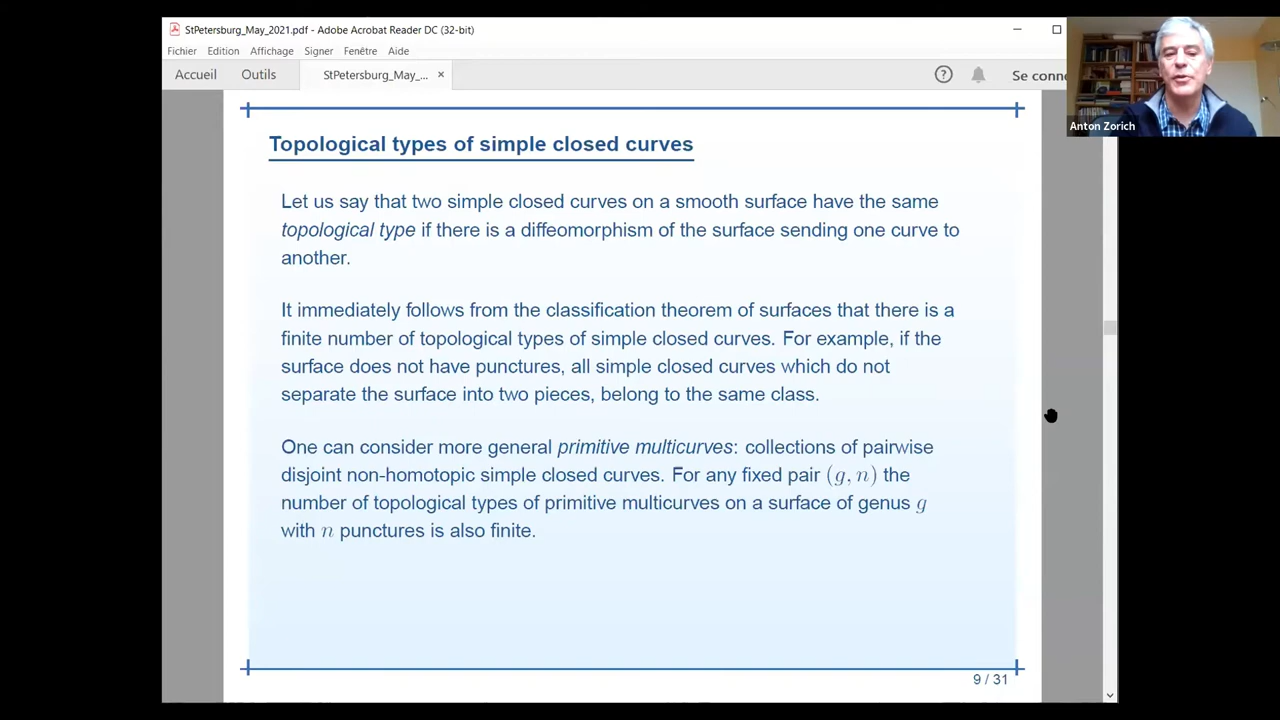 StPetersburg_May_2021.pdf - Adobe Acrobat Reader DC (32-bit)
Fichier Edition Affichage Signer Fenêtre Aide
Accueil Outils StPetersburg_May_... × Se conn
Anton Zorich
Topological types of simple closed curves
Let us say that two simple closed curves on a smooth surface have the same
topological type if there is a diffeomorphism of the surface sending one curve to
another.
It immediately follows from the classification theorem of surfaces that there is a
finite number of topological types of simple closed curves. For example, if the
surface does not have punctures, all simple closed curves which do not
separate the surface into two pieces, belong to the same class.
One can consider more general primitive multicurves: collections of pairwise
disjoint non-homotopic simple closed curves. For any fixed pair (g, n) the
number of topological types of primitive multicurves on a surface of genus g
with n punctures is also finite.
9 / 31